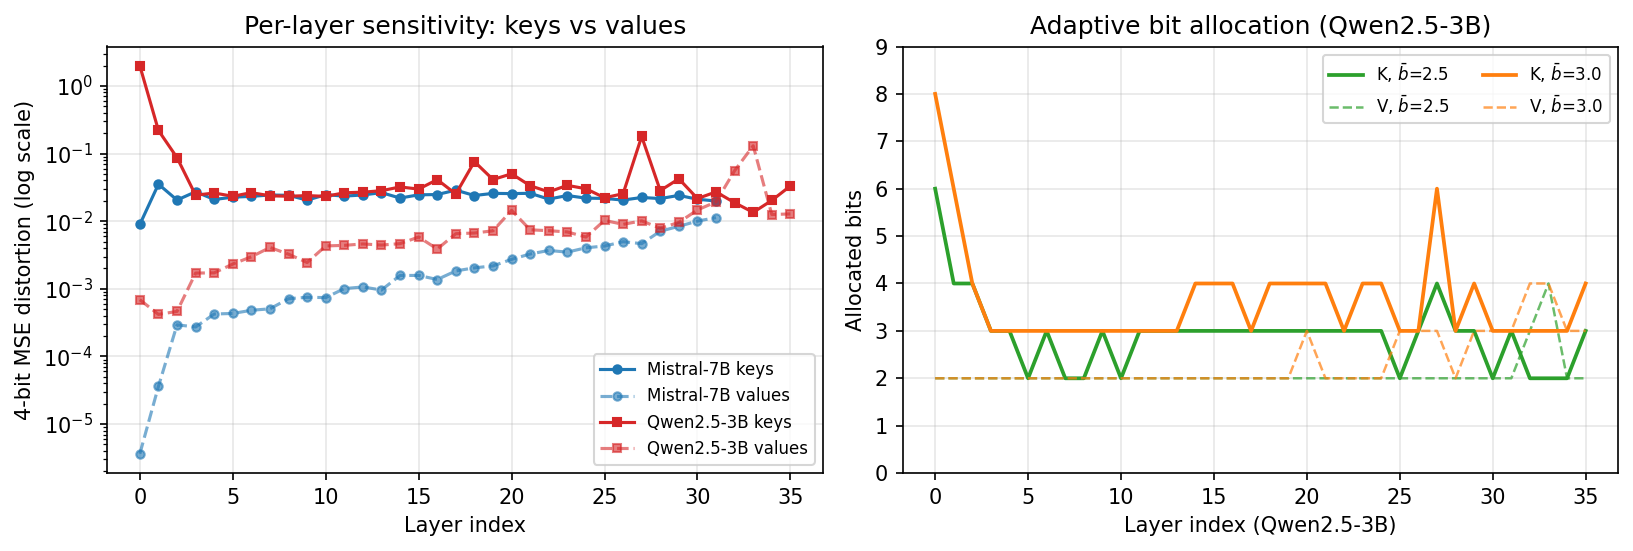 Per-layer sensitivity: keys vs values
4-bit MSE distortion (log scale)
10⁰
10⁻¹
10⁻²
10⁻³
10⁻⁴
10⁻⁵
0 5 10 15 20 25 30 35
Layer index
Mistral-7B keys
Mistral-7B values
Qwen2.5-3B keys
Qwen2.5-3B values
Adaptive bit allocation (Qwen2.5-3B)
Allocated bits
9
8
7
6
5
4
3
2
1
0
0 5 10 15 20 25 30 35
Layer index (Qwen2.5-3B)
K, b̄=2.5 K, b̄=3.0
V, b̄=2.5 V, b̄=3.0